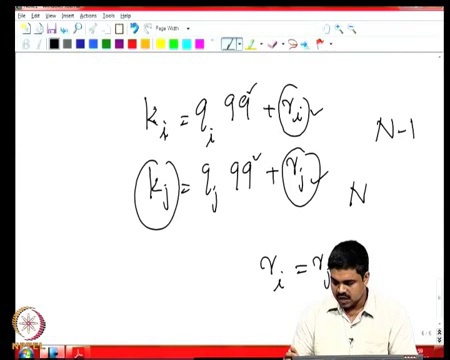 File Edit View Insert Actions Tools Help
Page Width
k_i = q_i 99 + r_i
N-1
k_j = q_j 99 + r_j
N
r_i = r_j